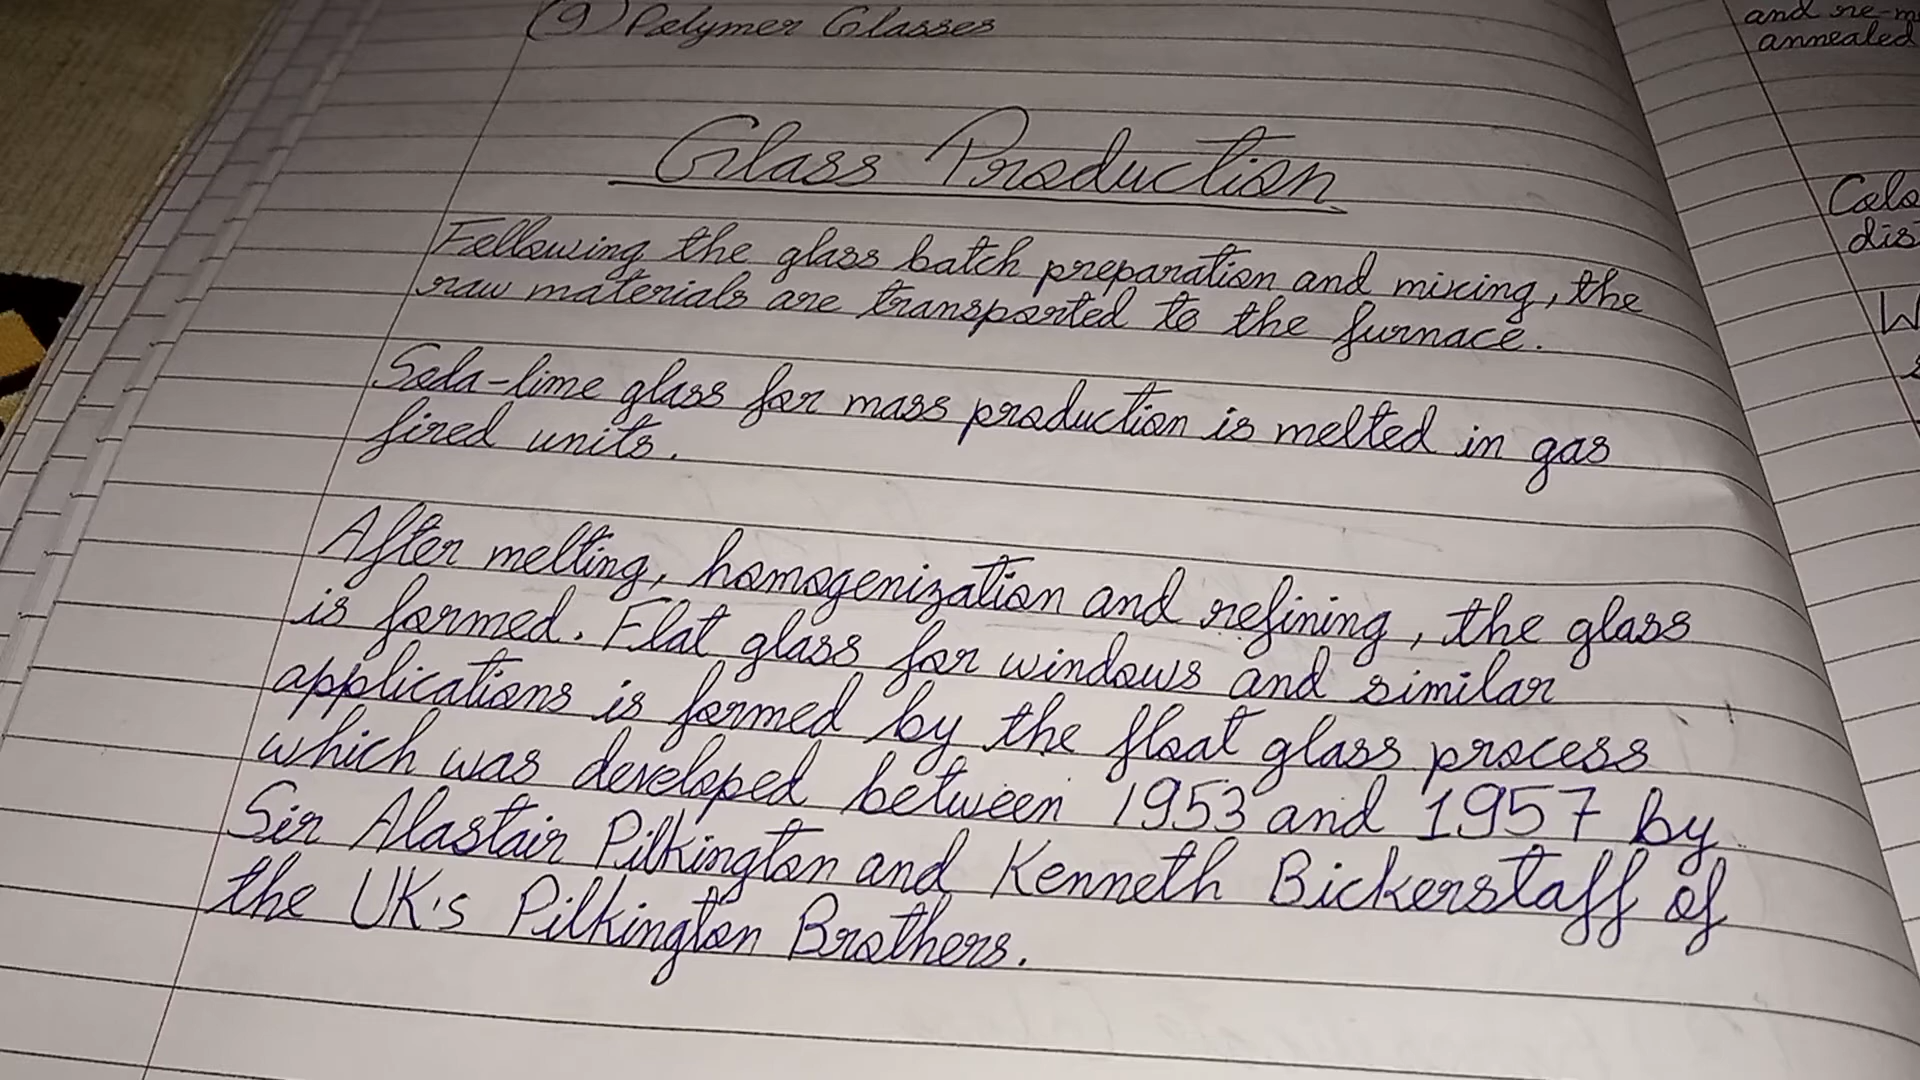 (9) Polymer Glasses
Glass Production
Following the glass batch preparation and mixing, the
raw materials are transported to the furnace.
Soda-lime glass for mass production is melted in gas
fired units.
After melting, homogenization and refining, the glass
is formed. Flat glass for windows and similar
applications is formed by the float glass process
which was developed between 1953 and 1957 by
Sir Alastair Pilkington and Kenneth Bickerstaff of
the UK's Pilkington Brothers.
and re-m
annealed
Colo
dis
W